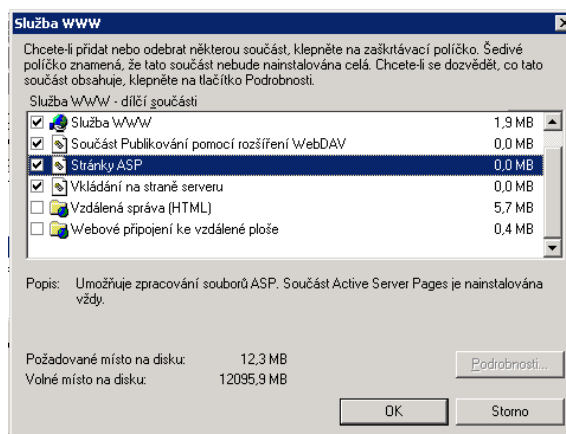 Služba WWW
Chcete-li přidat nebo odebrat některou součást, klepněte na zaškrtávací políčko. Šedivé
políčko znamená, že tato součást nebude nainstalována celá. Chcete-li se dozvědět, co tato
součást obsahuje, klepněte na tlačítko Podrobnosti.
Služba WWW - dílčí součásti
Služba WWW 1,9 MB
Součást Publikování pomocí rozšíření WebDAV 0,0 MB
Stránky ASP 0,0 MB
Vkládání na straně serveru 0,0 MB
Vzdálená správa (HTML) 5,7 MB
Webové připojení ke vzdálené ploše 0,4 MB
Popis: Umožňuje zpracování souborů ASP. Součást Active Server Pages je nainstalována
vždy.
Požadované místo na disku: 12,3 MB
Volné místo na disku: 12095,9 MB
Podrobnosti...
OK Storno